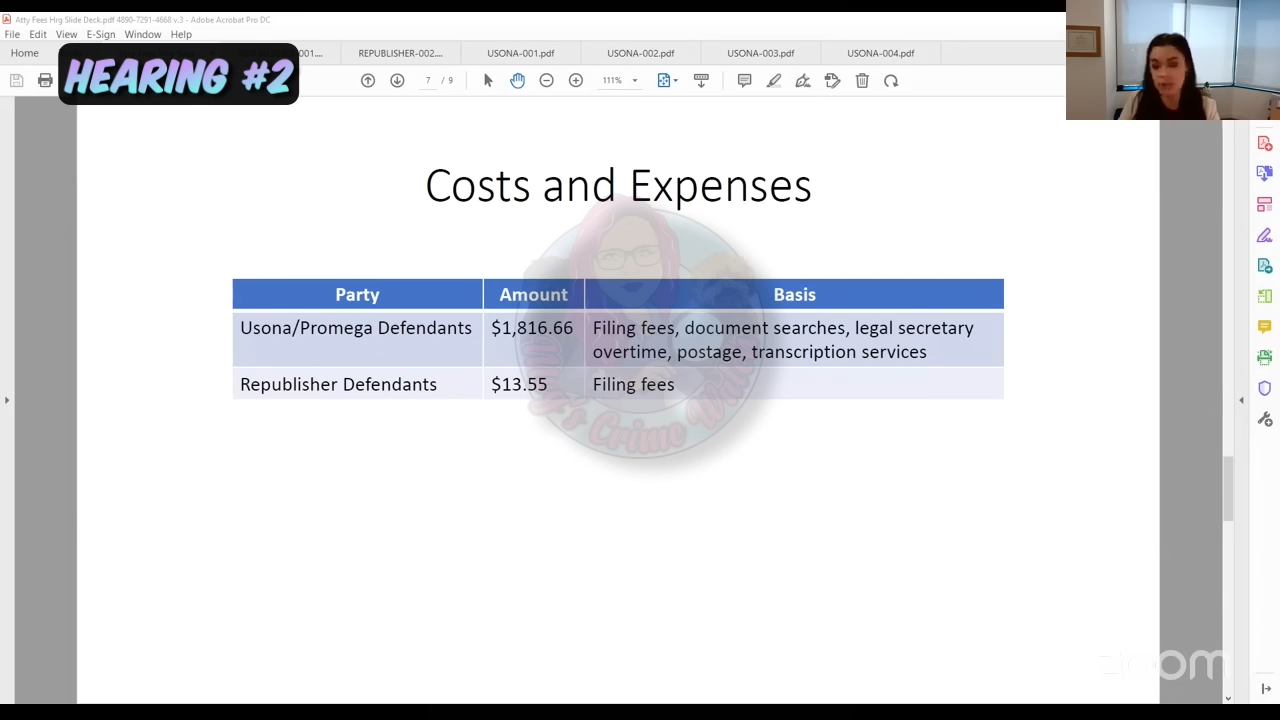 Atty Fees Hrg Slide Deck.pdf 4890-7291-4668 v.3 - Adobe Acrobat Pro DC
File Edit View E-Sign Window Help
Home 001.... REPUBLISHER-002.... USONA-001.pdf USONA-002.pdf USONA-003.pdf USONA-004.pdf
HEARING #2
7 / 9 111%
Costs and Expenses
Party Amount Basis
Usona/Promega Defendants $1,816.66 Filing fees, document searches, legal secretary
overtime, postage, transcription services
Republisher Defendants $13.55 Filing fees
Crime
zoom